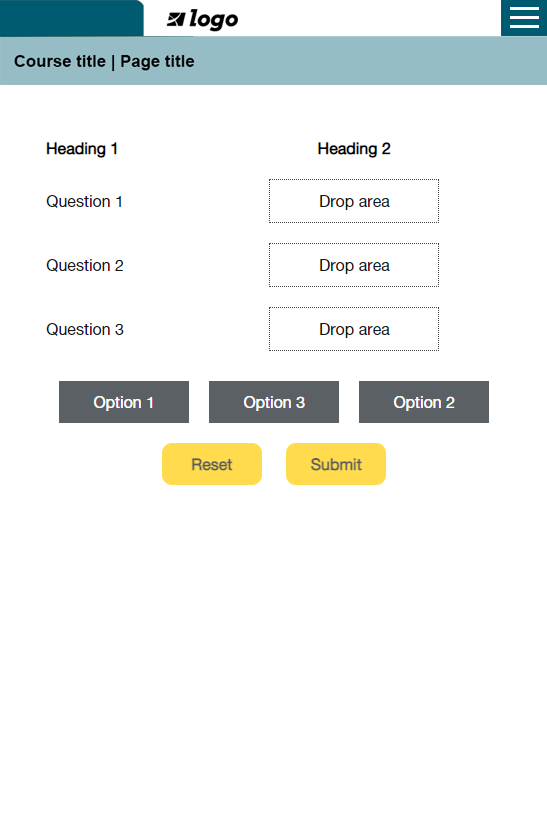 logo
Course title | Page title
Heading 1 Heading 2
Question 1 Drop area
Question 2 Drop area
Question 3 Drop area
Option 1 Option 3 Option 2
Reset Submit